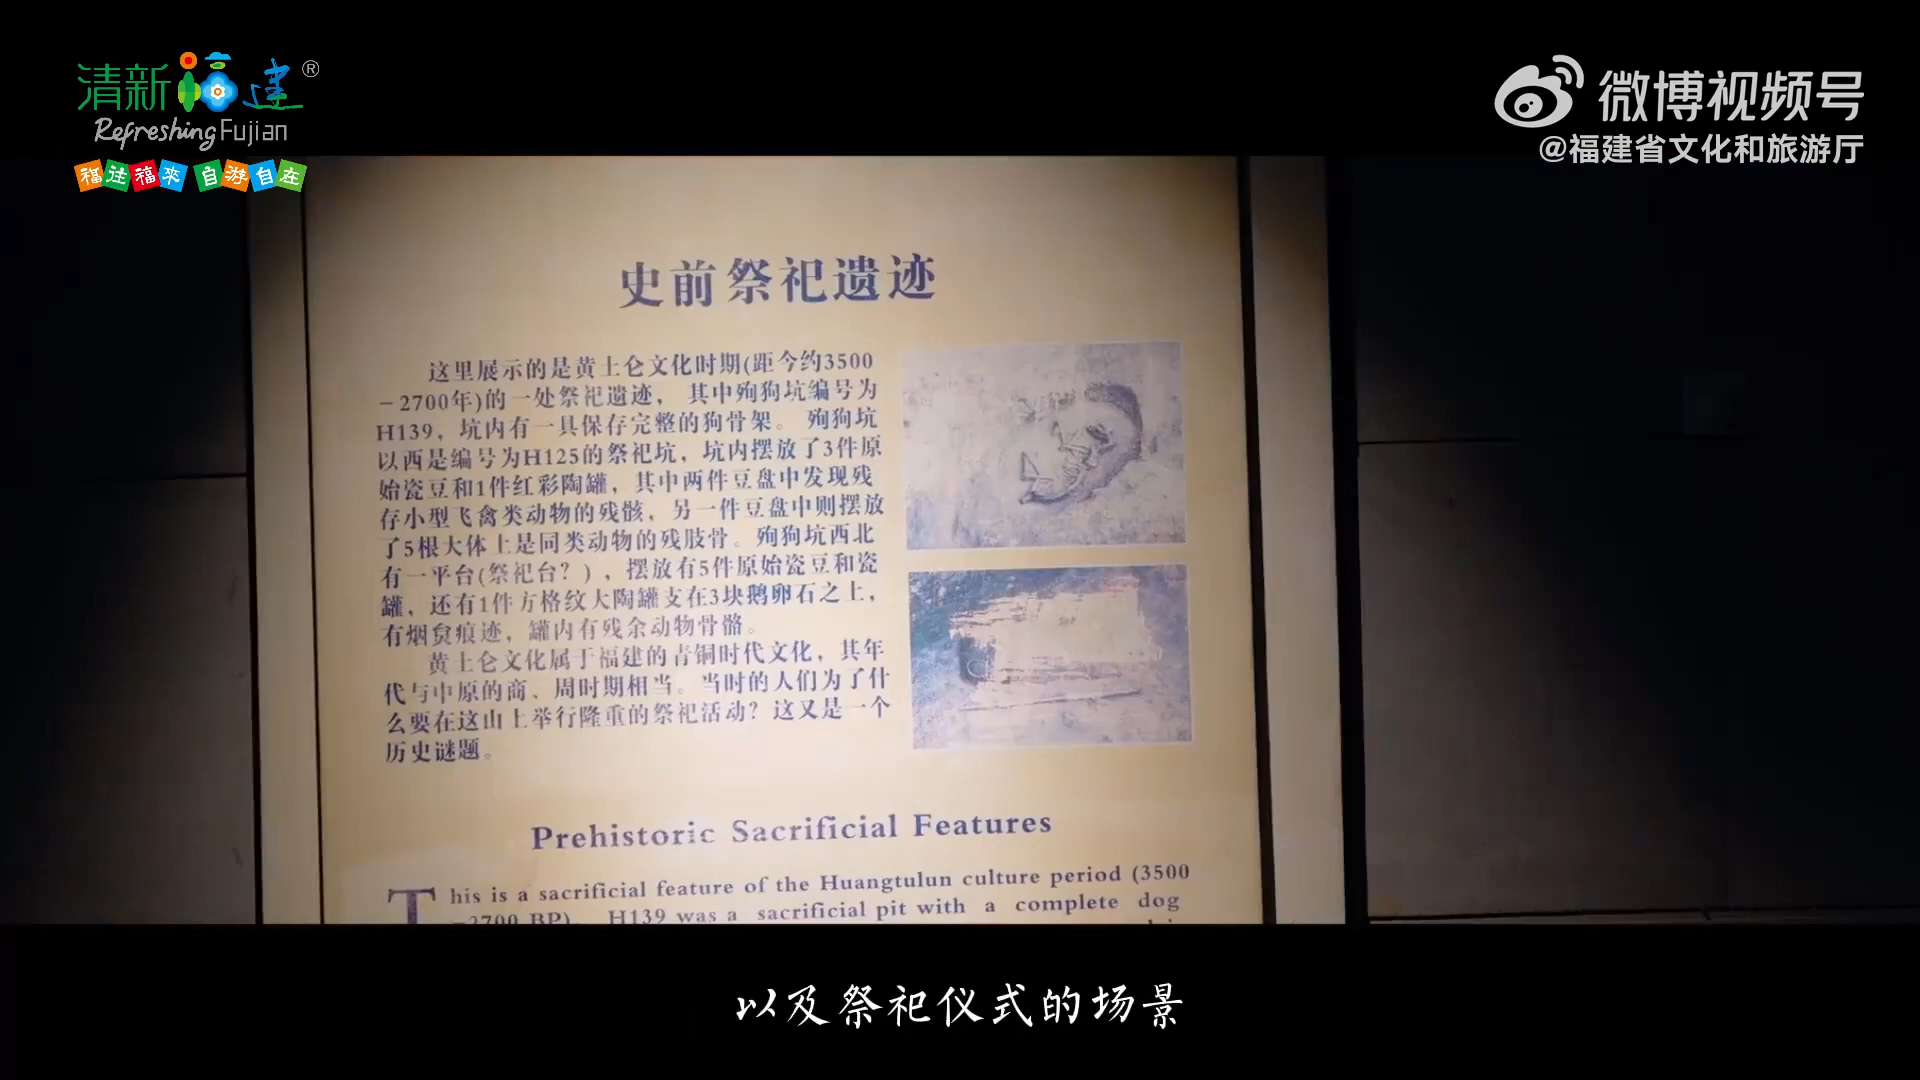 清新福建®
RefreshingFujian
福往福来 自游自在
微博视频号
@福建省文化和旅游厅
史前祭祀遗迹
这里展示的是黄土仑文化时期(距今约3500
-2700年)的一处祭祀遗迹， 其中殉狗坑编号为
H139，坑内有一具保存完整的狗骨架。 殉狗坑
以西是编号为H125的祭祀坑，坑内摆放了3件原
始瓷豆和1件红彩陶罐，其中两件豆盘中发现残
存小型飞禽类动物的残骸，另一件豆盘中则摆放
了5根大体上是同类动物的残肢骨。殉狗坑西北
有一平台(祭祀台？)，摆放有5件原始瓷豆和瓷
罐，还有1件方格纹大陶罐支在3块鹅卵石之上，
有烟炱痕迹，罐内有残余动物骨骼。
黄土仑文化属于福建的青铜时代文化，其年
代与中原的商、周时期相当。当时的人们为了什
么要在这山上举行隆重的祭祀活动？这又是一个
历史谜题。
Prehistoric Sacrificial Features
This is a sacrificial feature of the Huangtulun culture period (3500
-2700 BP). H139 was a sacrificial pit with a complete dog
以及祭祀仪式的场景